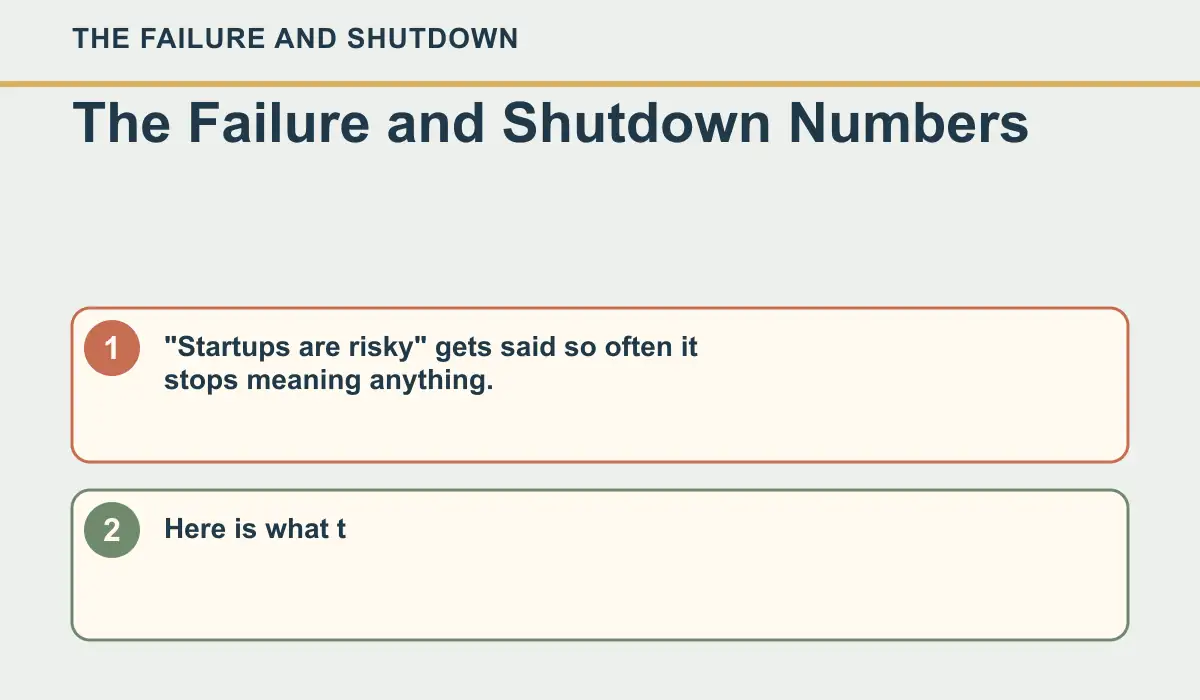 THE FAILURE AND SHUTDOWN
The Failure and Shutdown Numbers
1
"Startups are risky" gets said so often it
stops meaning anything.
2
Here is what t